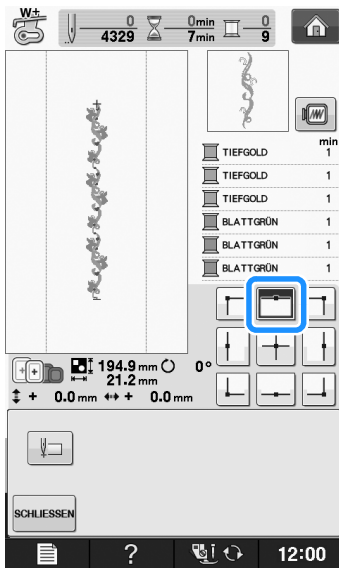 W+
0 0min 0
4329 7min 9
min
TIEFGOLD 1
TIEFGOLD 1
TIEFGOLD 1
BLATTGRÜN 1
BLATTGRÜN 1
BLATTGRÜN 1
194.9 mm 0°
21.2 mm
+ 0.0 mm + 0.0 mm
SCHLIESSEN
? 12:00